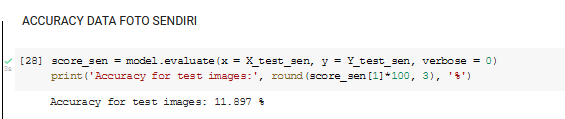 ACCURACY DATA FOTO SENDIRI
[28] score_sen = model.evaluate(x = X_test_sen, y = Y_test_sen, verbose = 0)
print('Accuracy for test images:', round(score_sen[1]*100, 3), '%')
Accuracy for test images: 11.897 %